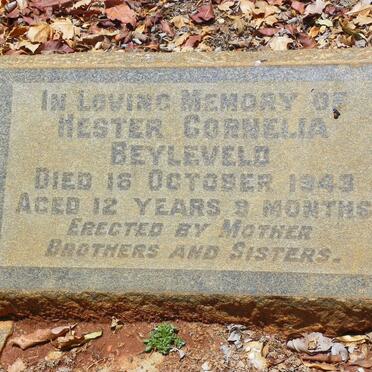 IN LOVING MEMORY OF
HESTER CORNELIA
BEYLEVELD
DIED 16 OCTOBER 1943
AGED 12 YEARS 9 MONTHS
ERECTED BY MOTHER
BROTHERS AND SISTERS.